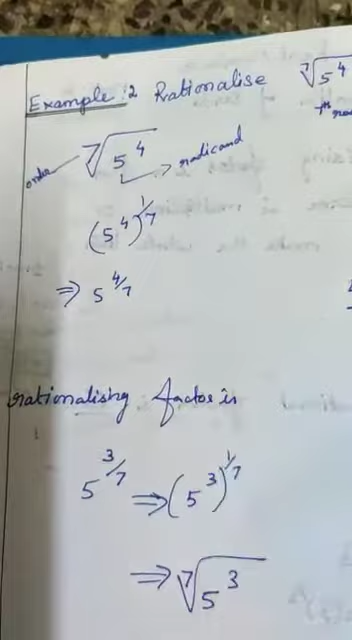 Example:2 Rationalise ⁷√5⁴
order ⁷√5⁴ → radicand
(5⁴)^1/7
⇒ 5^4/7
rationalising factor is
5^3/7 ⇒ (5³)^1/7
⇒ ⁷√5³